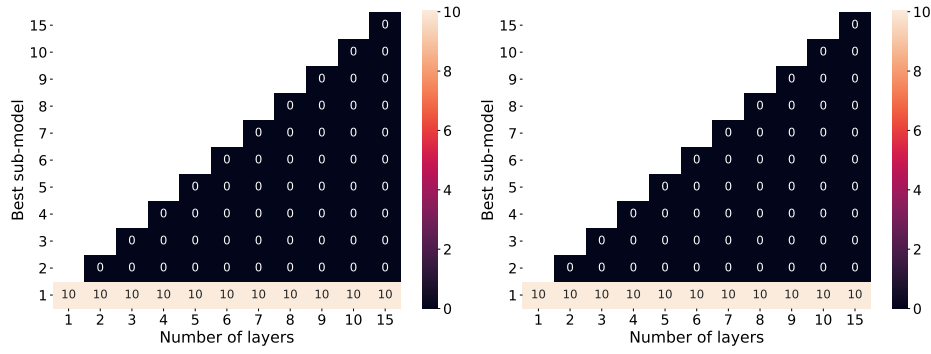 15 0 10
10 0 0
9 0 0 0 8
8 0 0 0 0
7 0 0 0 0 0 6
6 0 0 0 0 0 0
5 0 0 0 0 0 0 0 4
4 0 0 0 0 0 0 0 0
3 0 0 0 0 0 0 0 0 0 2
2 0 0 0 0 0 0 0 0 0 0
1 10 10 10 10 10 10 10 10 10 10 10 0
1 2 3 4 5 6 7 8 9 10 15
Best sub-model
Number of layers
15 0 10
10 0 0
9 0 0 0 8
8 0 0 0 0
7 0 0 0 0 0 6
6 0 0 0 0 0 0
5 0 0 0 0 0 0 0 4
4 0 0 0 0 0 0 0 0
3 0 0 0 0 0 0 0 0 0 2
2 0 0 0 0 0 0 0 0 0 0
1 10 10 10 10 10 10 10 10 10 10 10 0
1 2 3 4 5 6 7 8 9 10 15
Best sub-model
Number of layers